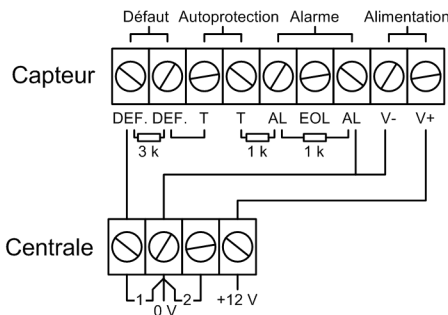 Défaut Autoprotection Alarme Alimentation
Capteur
DEF. DEF. T T AL EOL AL V- V+
3 k 1 k 1 k
Centrale
1 2 +12 V
0 V